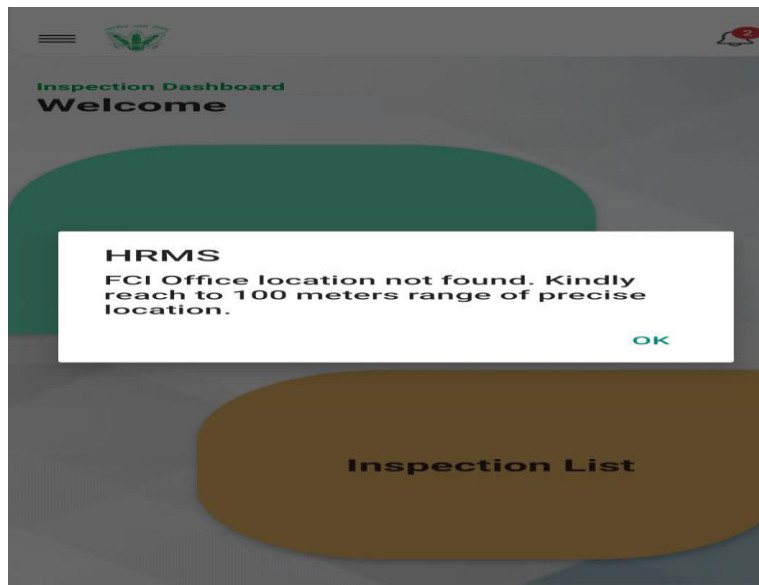 2
Inspection Dashboard
Welcome
HRMS
FCI Office location not found. Kindly
reach to 100 meters range of precise
location.
OK
Inspection List